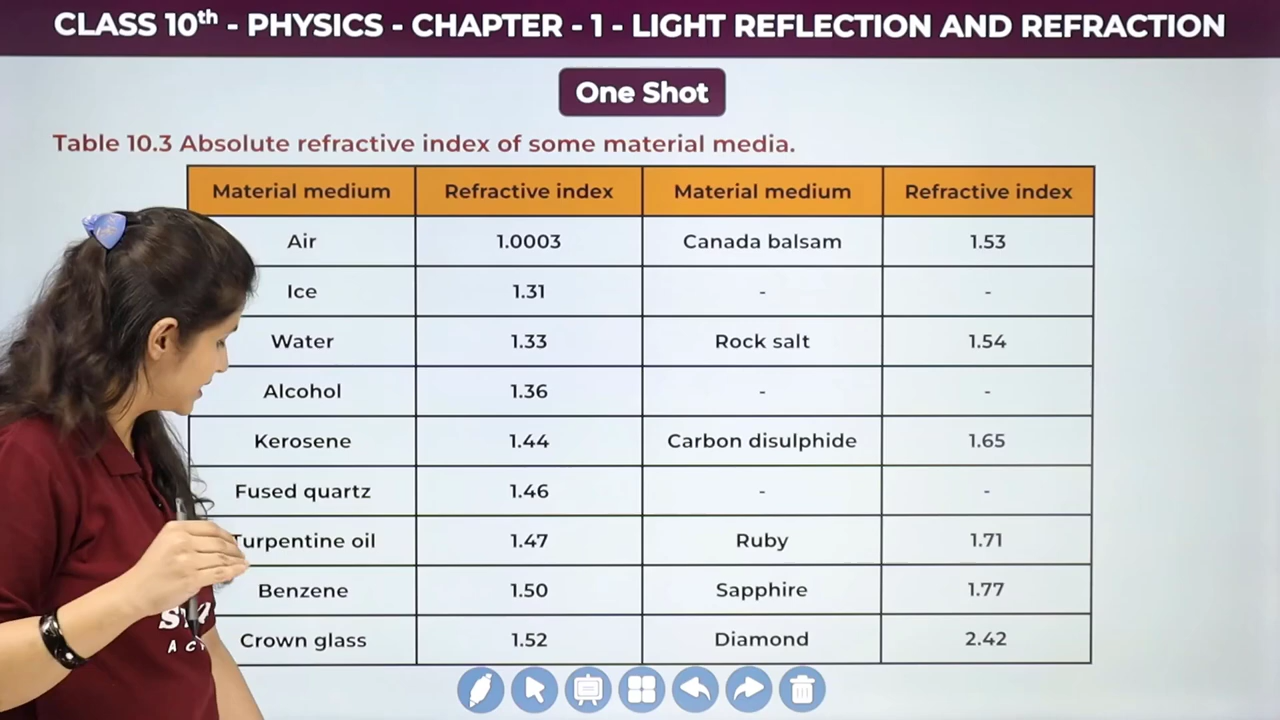 CLASS 10th - PHYSICS - CHAPTER - 1 - LIGHT REFLECTION AND REFRACTION
One Shot
Table 10.3 Absolute refractive index of some material media.
Material medium Refractive index Material medium Refractive index
Air 1.0003 Canada balsam 1.53
Ice 1.31 - -
Water 1.33 Rock salt 1.54
Alcohol 1.36 - -
Kerosene 1.44 Carbon disulphide 1.65
Fused quartz 1.46 - -
Turpentine oil 1.47 Ruby 1.71
Benzene 1.50 Sapphire 1.77
Crown glass 1.52 Diamond 2.42